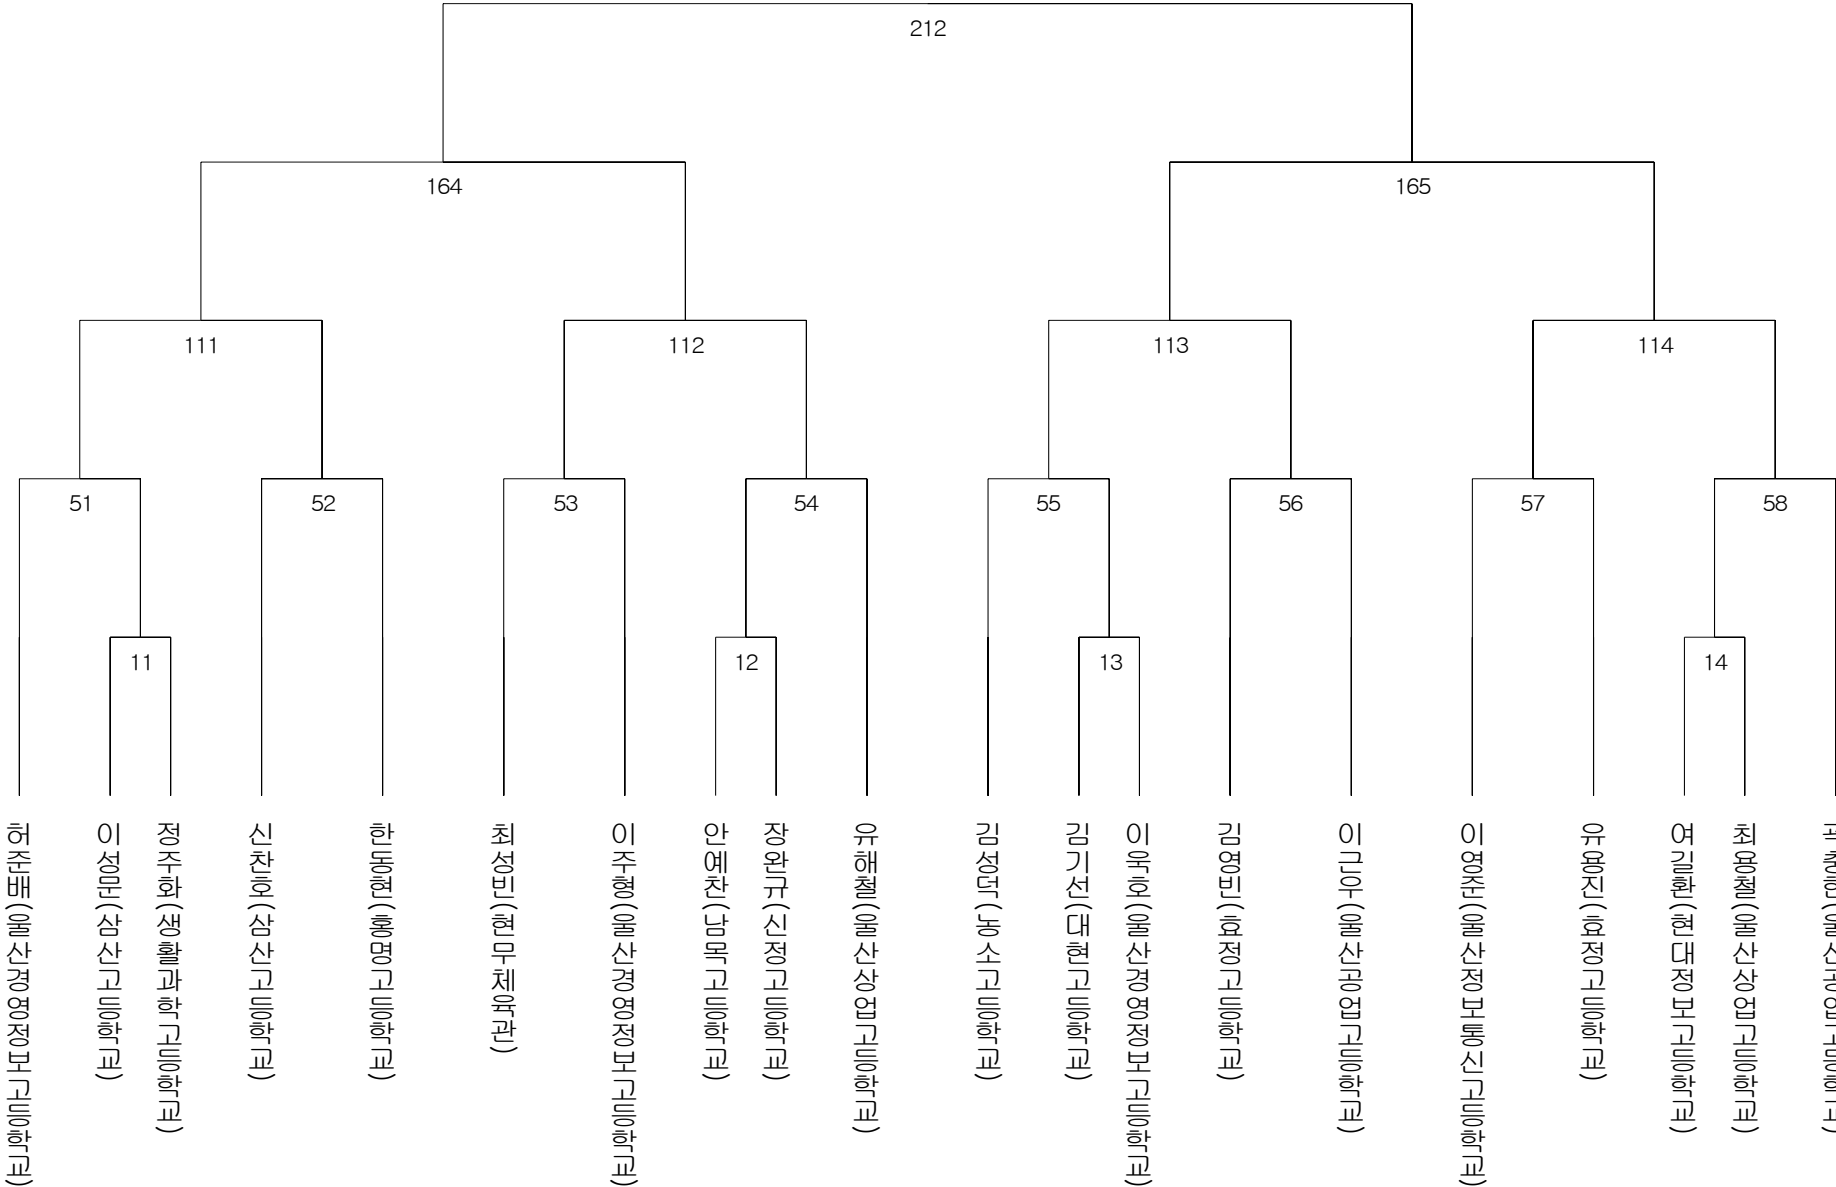 212
164
165
111
112
113
114
51
52
53
54
55
56
57
58
11
12
13
14
허준배(울산경영정보고등학교)
이성문(삼산고등학교)
정주화(생활과학고등학교)
신찬호(삼산고등학교)
한동현(홍명고등학교)
최성빈(현무체육관)
이주형(울산경영정보고등학교)
안예찬(남목고등학교)
장완규(신정고등학교)
유해철(울산상업고등학교)
김성덕(농소고등학교)
김기선(대현고등학교)
이욱호(울산경영정보고등학교)
김영빈(효정고등학교)
이근우(울산공업고등학교)
이영준(울산정보통신고등학교)
유용진(효정고등학교)
여길환(현대정보고등학교)
최용철(울산상업고등학교)